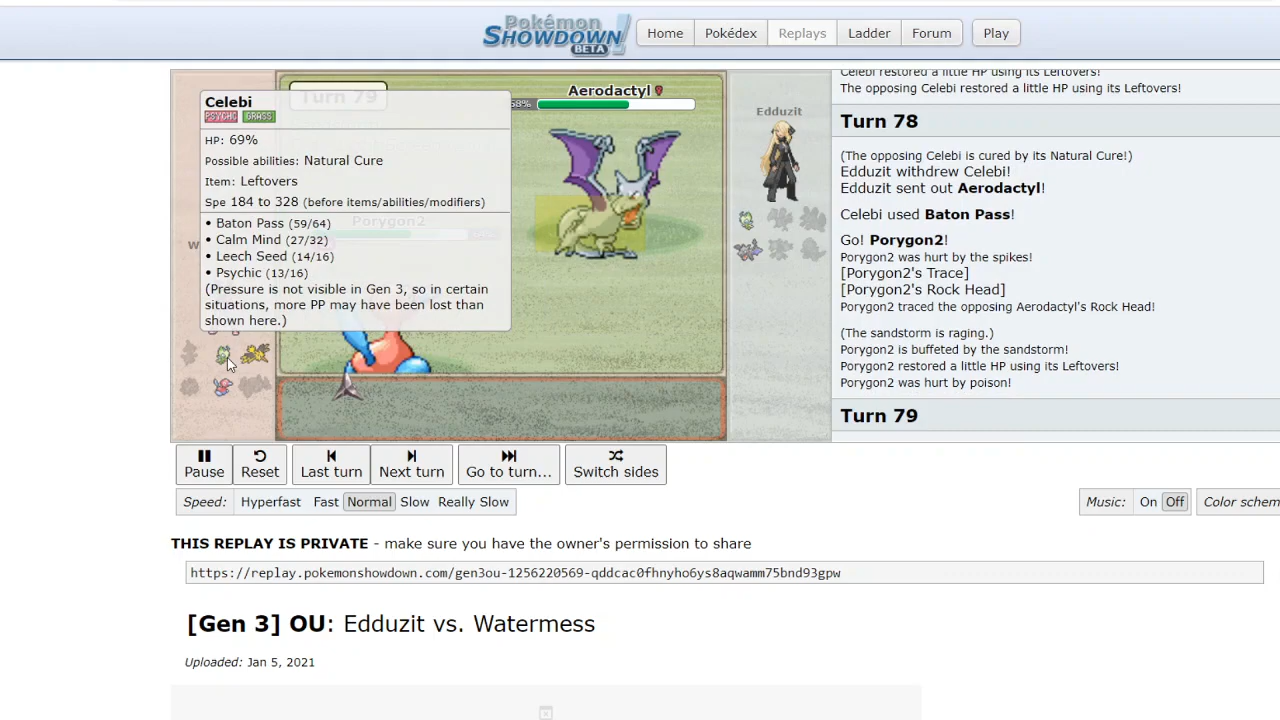 Pokémon
SHOWDOWN!
BETA
Home
Pokédex
Replays
Ladder
Forum
Play
Turn 79
Aerodactyl
58%
Celebi
PSYCHC GRASS
HP: 69%
Possible abilities: Natural Cure
Item: Leftovers
Spe 184 to 328 (before items/abilities/modifiers)
• Baton Pass (59/64)
• Calm Mind (27/32)
• Leech Seed (14/16)
• Psychic (13/16)
(Pressure is not visible in Gen 3, so in certain
situations, more PP may have been lost than
shown here.)
Porygon2
Edduzit
Celebi restored a little HP using its Leftovers!
The opposing Celebi restored a little HP using its Leftovers!
Turn 78
(The opposing Celebi is cured by its Natural Cure!)
Edduzit withdrew Celebi!
Edduzit sent out Aerodactyl!
Celebi used Baton Pass!
Go! Porygon2!
Porygon2 was hurt by the spikes!
[Porygon2's Trace]
[Porygon2's Rock Head]
Porygon2 traced the opposing Aerodactyl's Rock Head!
(The sandstorm is raging.)
Porygon2 is buffeted by the sandstorm!
Porygon2 restored a little HP using its Leftovers!
Porygon2 was hurt by poison!
Turn 79
Pause
Reset
Last turn
Next turn
Go to turn...
Switch sides
Speed: Hyperfast Fast Normal Slow Really Slow
Music: On Off
Color schem
THIS REPLAY IS PRIVATE - make sure you have the owner's permission to share
https://replay.pokemonshowdown.com/gen3ou-1256220569-qddcac0fhnyho6ys8aqwamm75bnd93gpw
[Gen 3] OU: Edduzit vs. Watermess
Uploaded: Jan 5, 2021